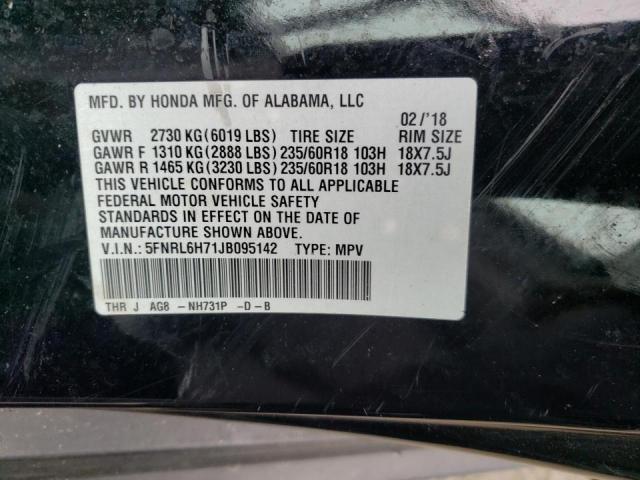 MFD. BY HONDA MFG. OF ALABAMA, LLC
02/'18
GVWR 2730 KG(6019 LBS) TIRE SIZE RIM SIZE
GAWR F 1310 KG(2888 LBS) 235/60R18 103H 18X7.5J
GAWR R 1465 KG(3230 LBS) 235/60R18 103H 18X7.5J
THIS VEHICLE CONFORMS TO ALL APPLICABLE
FEDERAL MOTOR VEHICLE SAFETY
STANDARDS IN EFFECT ON THE DATE OF
MANUFACTURE SHOWN ABOVE.
V.I.N.: 5FNRL6H71JB095142 TYPE: MPV
THR J AG8 -NH731P -D-B